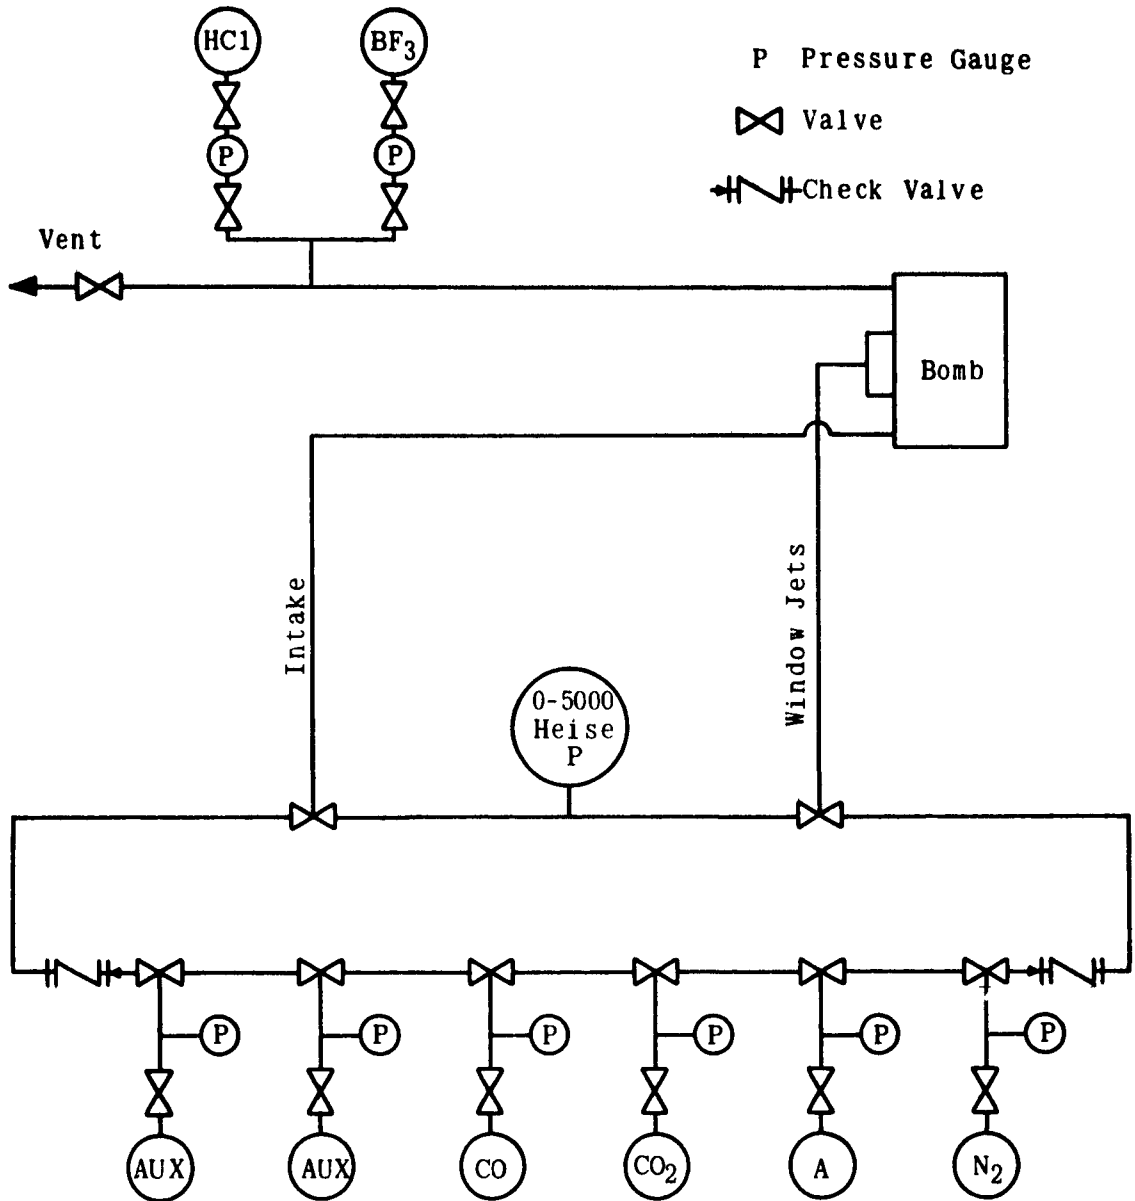 HCl
BF3
P Pressure Gauge
Valve
P
P
Check Valve
Vent
Bomb
Intake
Window Jets
0-5000
Heise
P
P
P
P
P
P
P
AUX
AUX
CO
CO2
A
N2